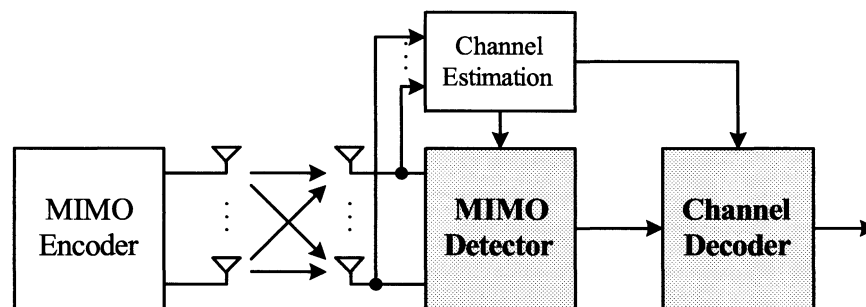 Channel
Estimation
MIMO
Encoder
MIMO
Detector
Channel
Decoder